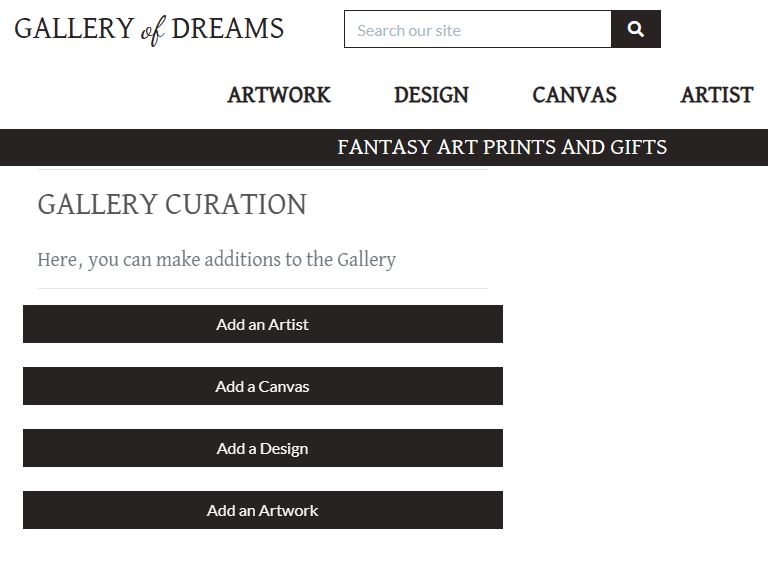 GALLERY of DREAMS
Search our site
ARTWORK DESIGN CANVAS ARTIST
FANTASY ART PRINTS AND GIFTS
GALLERY CURATION
Here, you can make additions to the Gallery
Add an Artist
Add a Canvas
Add a Design
Add an Artwork